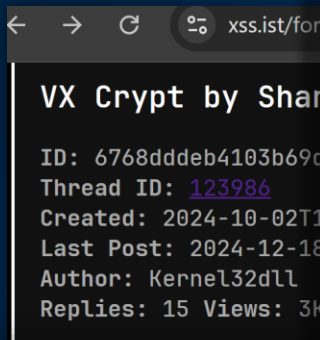 xss.ist/for
VX Crypt by Shar
ID: 6768dddeb4103b69c
Thread ID: 123986
Created: 2024-10-02T1
Last Post: 2024-12-18
Author: Kernel32dll
Replies: 15 Views: 3K